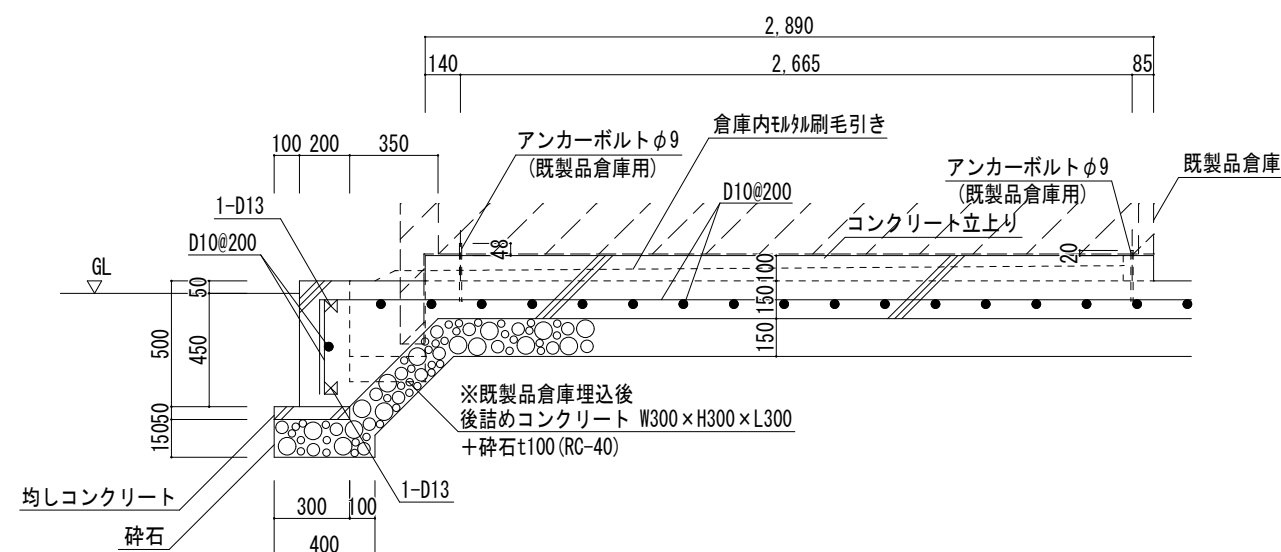 2,890
140
2,665
85
倉庫内ﾓﾙﾀﾙ刷毛引き
100
200
350
アンカーボルトφ9
(既製品倉庫用)
アンカーボルトφ9
(既製品倉庫用)
既製品倉庫
D10@200
1-D13
コンクリート立上り
D10@200
48
20
GL
50
100
150
500
450
150
※既製品倉庫埋込後
後詰めコンクリート W300×H300×L300
+砕石t100(RC-40)
50
150
均しコンクリート
1-D13
300
100
砕石
400